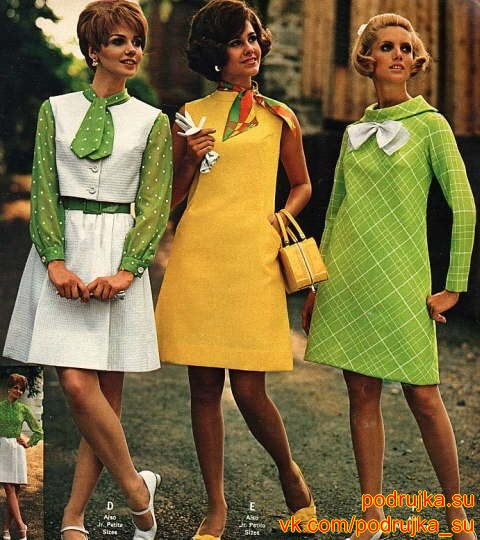 D
Also
Jr. Petite
Sizes
E
Also
Jr. Petite
Sizes
podrujka.su
vk.com/podrujka_su